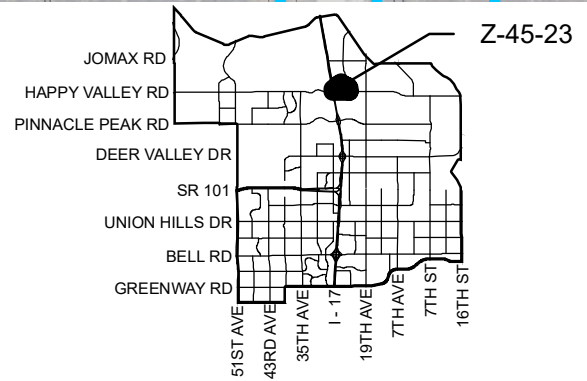 Z-45-23
JOMAX RD
HAPPY VALLEY RD
PINNACLE PEAK RD
DEER VALLEY DR
SR 101
UNION HILLS DR
BELL RD
GREENWAY RD
51ST AVE
43RD AVE
35TH AVE
I - 17
19TH AVE
7TH AVE
7TH ST
16TH ST